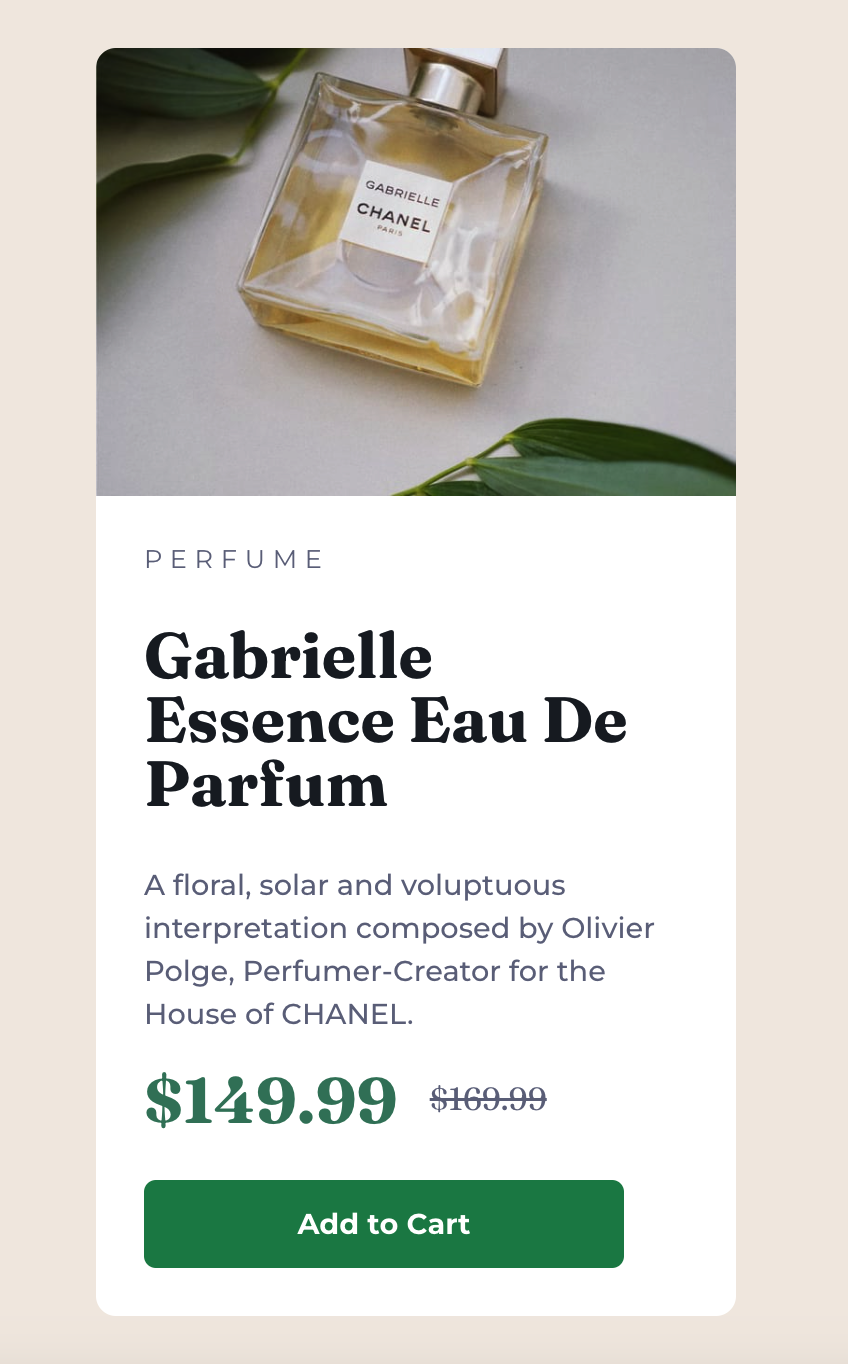 GABRIELLE
CHANEL
PARIS
PERFUME
Gabrielle
Essence Eau De
Parfum
A floral, solar and voluptuous
interpretation composed by Olivier
Polge, Perfumer-Creator for the
House of CHANEL.
$149.99 $169.99
Add to Cart